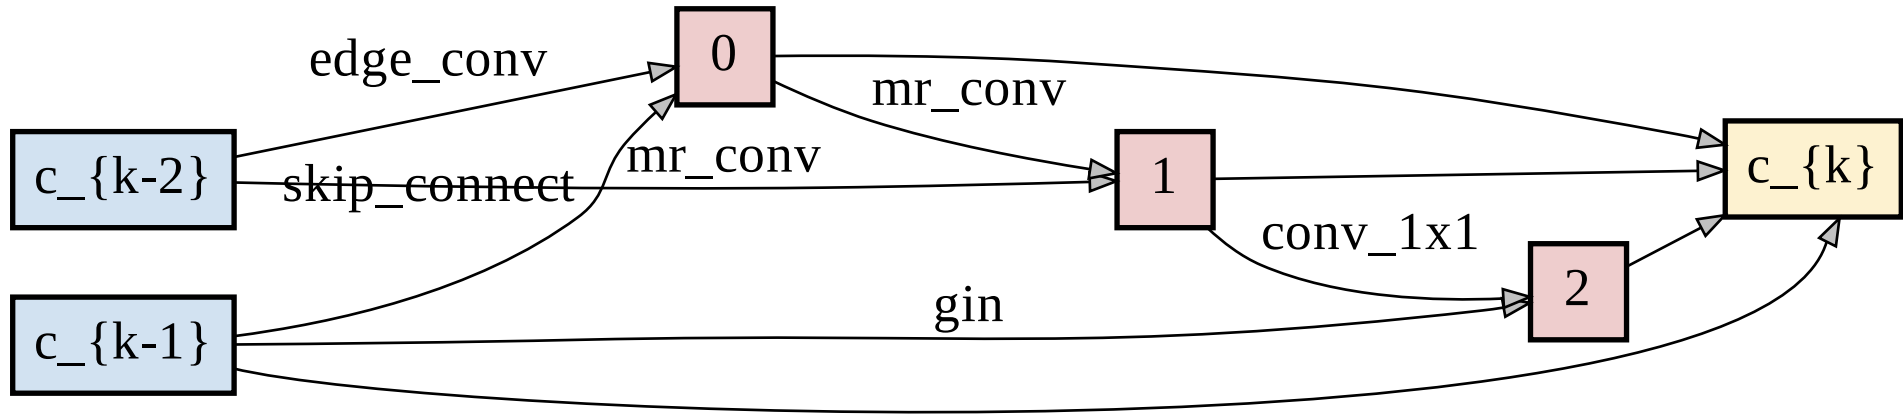 edge_conv
0
mr_conv
c_{k-2}
skip_connect
mr_conv
1
c_{k}
conv_1x1
2
gin
c_{k-1}